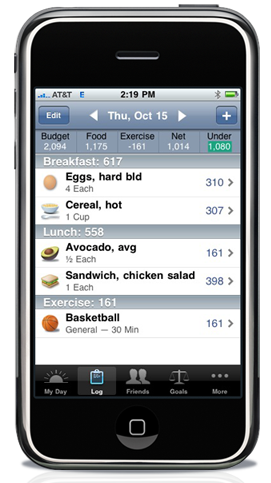 AT&T E 2:19 PM
Edit Thu, Oct 15 +
Budget Food Exercise Net Under
2,094 1,175 -161 1,014 1,080
Breakfast: 617
Eggs, hard bld 310
4 Each
Cereal, hot 307
1 Cup
Lunch: 558
Avocado, avg 161
½ Each
Sandwich, chicken salad 398
1 Each
Exercise: 161
Basketball 161
General — 30 Min
My Day Log Friends Goals More